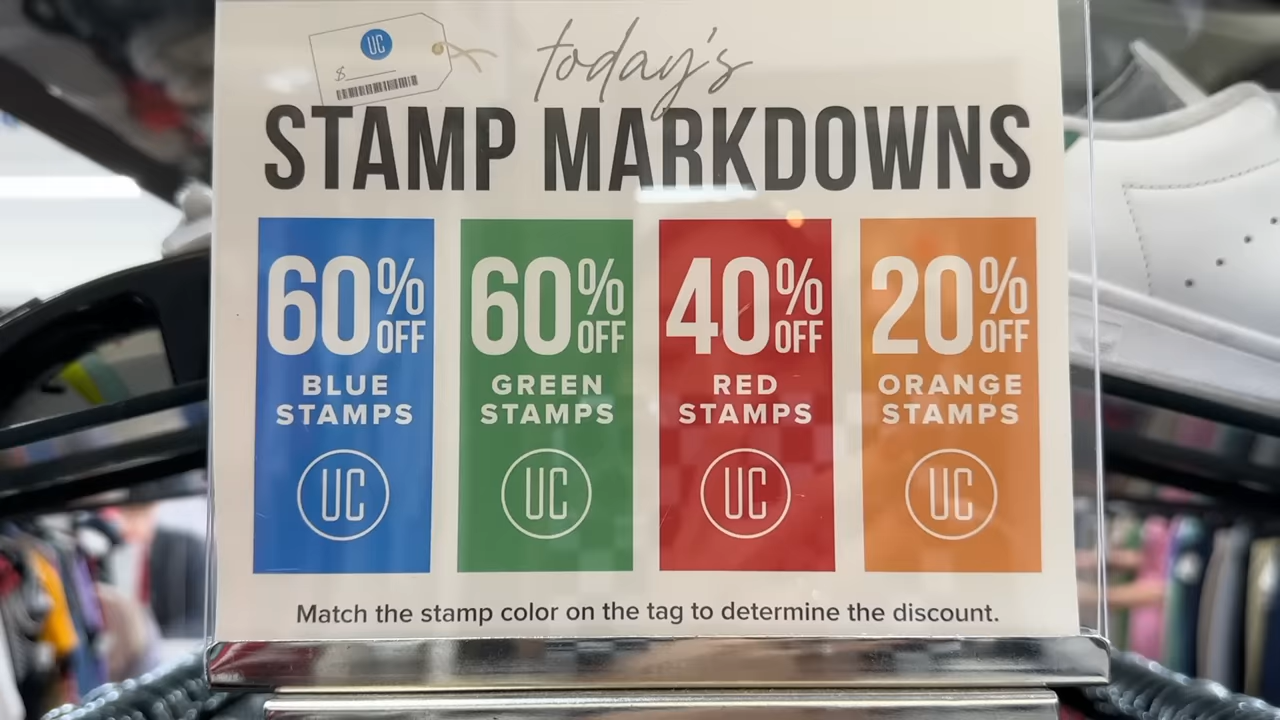 UC
$
today's
STAMP MARKDOWNS
60% OFF
BLUE
STAMPS
UC
60% OFF
GREEN
STAMPS
UC
40% OFF
RED
STAMPS
UC
20% OFF
ORANGE
STAMPS
UC
Match the stamp color on the tag to determine the discount.